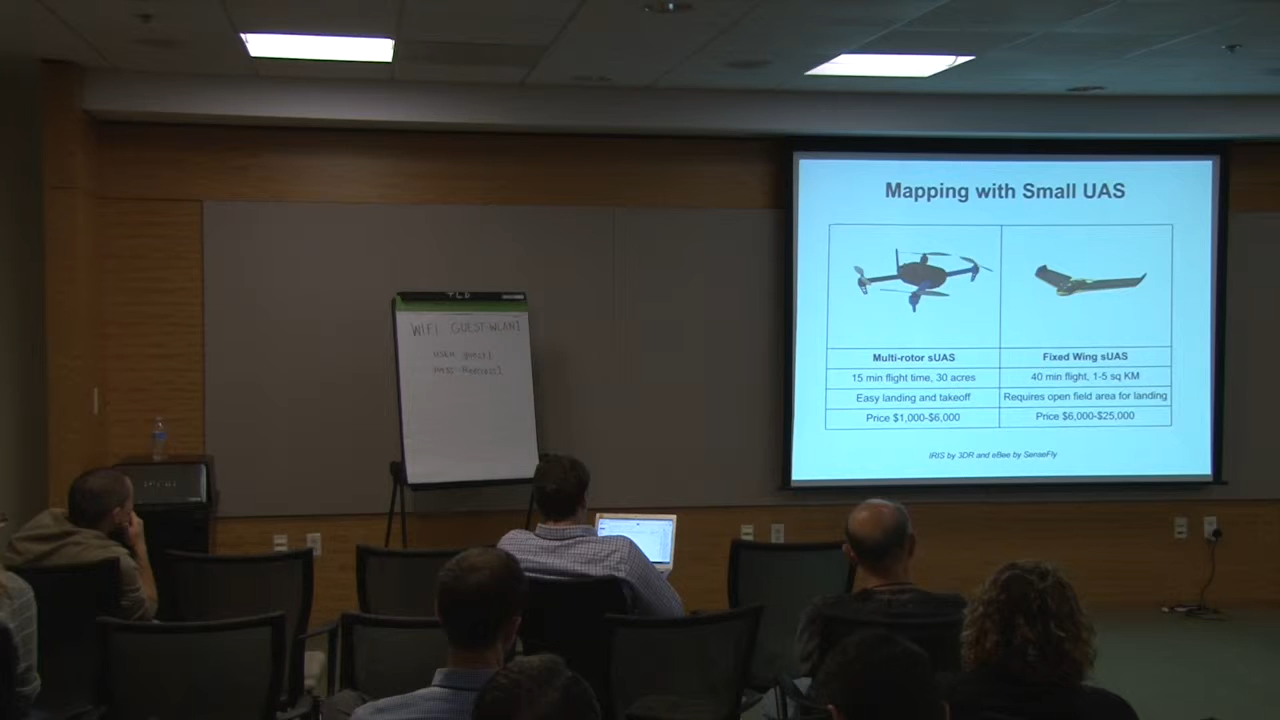 WIFI GUEST-WLAN1
Mapping with Small UAS
Multi-rotor sUAS
Fixed Wing sUAS
15 min flight time, 30 acres
40 min flight, 1-5 sq KM
Easy landing and takeoff
Requires open field area for landing
Price $1,000-$6,000
Price $6,000-$25,000
IRIS by 3DR and eBee by SenseFly